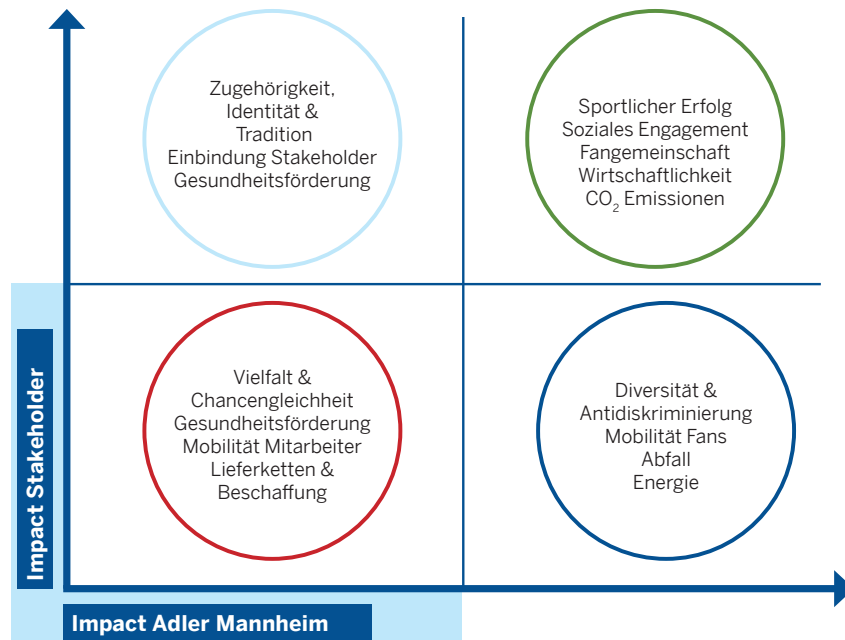 Zugehörigkeit,
Identität &
Tradition
Einbindung Stakeholder
Gesundheitsförderung
Sportlicher Erfolg
Soziales Engagement
Fangemeinschaft
Wirtschaftlichkeit
CO₂ Emissionen
Vielfalt &
Chancengleichheit
Gesundheitsförderung
Mobilität Mitarbeiter
Lieferketten &
Beschaffung
Diversität &
Antidiskriminierung
Mobilität Fans
Abfall
Energie
Impact Stakeholder
Impact Adler Mannheim